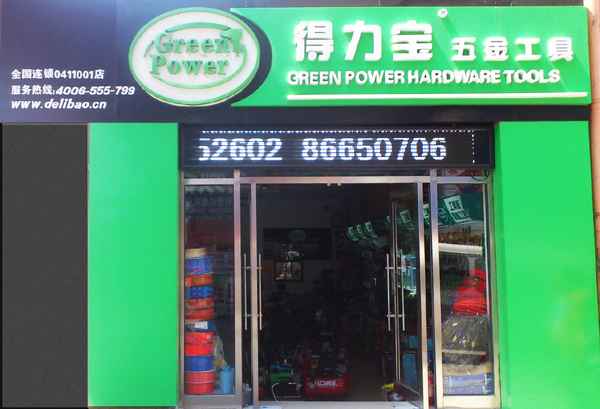 Green
Power
得力宝 五金工具
®
GREEN POWER HARDWARE TOOLS
全国连锁0411001店
服务热线:4006-555-799
www.delibao.cn
52602 86650706